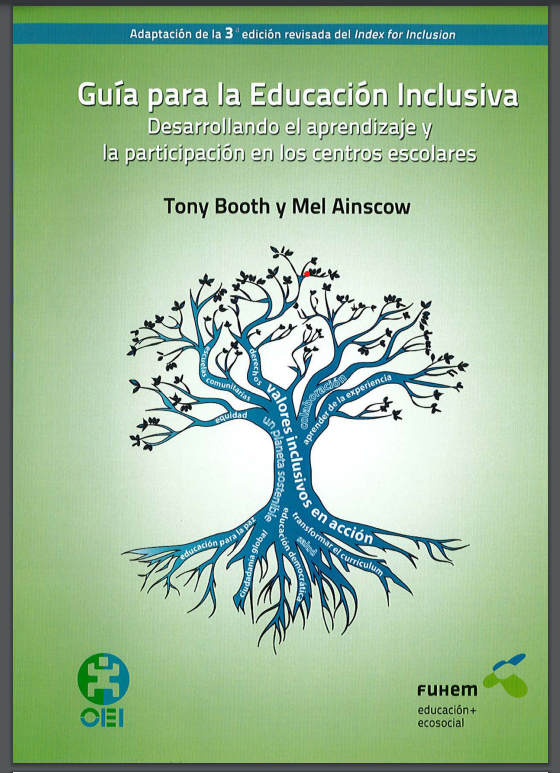 Adaptación de la 3ª edición revisada del Index for Inclusion
Guía para la Educación Inclusiva
Desarrollando el aprendizaje y
la participación en los centros escolares
Tony Booth y Mel Ainscow
escuelas comunitarias
derechos
colaboración
aprender de la experiencia
equidad
valores inclusivos en acción
un planeta sostenible
educación para la paz
ciudadanía global
educación democrática
salud
transformar el curriculum
OEI
FUHEM
educación+
ecosocial